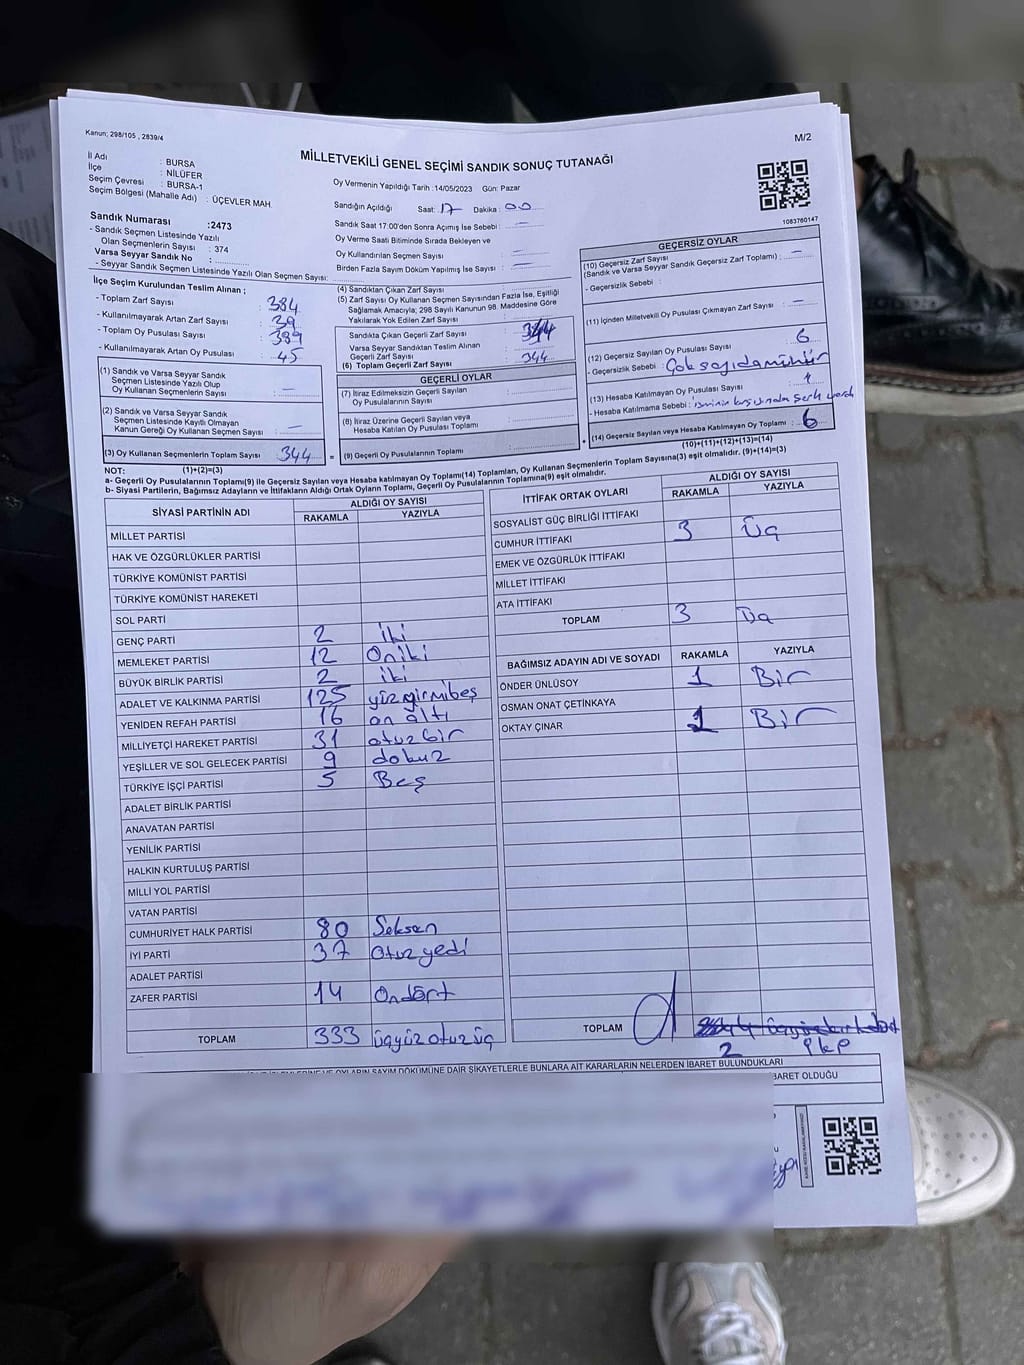 Kanun; 298/105 , 2839/4
M/2
MİLLETVEKİLİ GENEL SEÇİMİ SANDIK SONUÇ TUTANAĞI
İl Adı : BURSA
İlçe : NİLÜFER
Seçim Çevresi : BURSA-1
Seçim Bölgesi (Mahalle Adı) : ÜÇEVLER MAH.
Sandık Numarası :2473
- Sandık Seçmen Listesinde Yazılı
Olan Seçmenlerin Sayısı : 374
Varsa Seyyar Sandık No :
- Seyyar Sandık Seçmen Listesinde Yazılı Olan Seçmen Sayısı:
Oy Vermenin Yapıldığı Tarih :14/05/2023 Gün: Pazar
Sandığın Açıldığı Saat: 17 Dakika : 00
Sandık Saat 17:00'den Sonra Açımış İse Sebebi : —
Oy Verme Saati Bitiminde Sırada Bekleyen ve
Oy Kullandırılan Seçmen Sayısı : —
Birden Fazla Sayım Döküm Yapılmış İse Sayısı : —
1083760147
İlçe Seçim Kurulundan Teslim Alınan ;
- Toplam Zarf Sayısı : 384
- Kullanılmayarak Artan Zarf Sayısı : 39
- Toplam Oy Pusulası Sayısı : 389
- Kullanılmayarak Artan Oy Pusulası : 45
(1) Sandık ve Varsa Seyyar Sandık
Seçmen Listesinde Yazılı Olup
Oy Kullanan Seçmenlerin Sayısı : —
(2) Sandık ve Varsa Seyyar Sandık
Seçmen Listesinde Kayıtlı Olmayan
Kanun Gereği Oy Kullanan Seçmen Sayısı : —
(3) Oy Kullanan Seçmenlerin Toplam Sayısı : 344
(4) Sandıktan Çıkan Zarf Sayısı :
(5) Zarf Sayısı Oy Kullanan Seçmen Sayısından Fazla İse, Eşitliği
Sağlamak Amacıyla; 298 Sayılı Kanunun 98. Maddesine Göre
Yakılarak Yok Edilen Zarf Sayısı :
Sandıkta Çıkan Geçerli Zarf Sayısı : 344
Varsa Seyyar Sandıktan Teslim Alınan
Geçerli Zarf Sayısı :
(6) Toplam Geçerli Zarf Sayısı : 344
GEÇERLİ OYLAR
(7) İtiraz Edilmeksizin Geçerli Sayılan
Oy Pusulalarının Sayısı :
(8) İtiraz Üzerine Geçerli Sayılan veya
Hesaba Katılan Oy Pusulası Toplamı :
= (9) Geçerli Oy Pusulalarının Toplamı : +
GEÇERSİZ OYLAR
(10) Geçersiz Zarf Sayısı
(Sandık ve Varsa Seyyar Sandık Geçersiz Zarf Toplamı) : —
- Geçersizlik Sebebi :
(11) İçinden Milletvekili Oy Pusulası Çıkmayan Zarf Sayısı : —
(12) Geçersiz Sayılan Oy Pusulası Sayısı : 6
- Geçersizlik Sebebi : Çok sayıda mühür
(13) Hesaba Katılmayan Oy Pusulası Sayısı :
- Hesaba Katılmama Sebebi :
(14) Geçersiz Sayılan veya Hesaba Katılmayan Oy Toplamı : 6
(10)+(11)+(12)+(13)=(14)
NOT: (1)+(2)=(3)
a- Geçerli Oy Pusulalarının Toplamı(9) ile Geçersiz Sayılan veya Hesaba katılmayan Oy Toplamı(14) Toplamları, Oy Kullanan Seçmenlerin Toplam Sayısına(3) eşit olmalıdır. (9)+(14)=(3)
b- Siyasi Partilerin, Bağımsız Adayların ve İttifakların Aldığı Ortak Oyların Toplamı, Geçerli Oy Pusulalarının Toplamına(9) eşit olmalıdır.
SİYASİ PARTİNİN ADI ALDIĞI OY SAYISI
RAKAMLA YAZIYLA
MİLLET PARTİSİ
HAK VE ÖZGÜRLÜKLER PARTİSİ
TÜRKİYE KOMÜNİST PARTİSİ
TÜRKİYE KOMÜNİST HAREKETİ
SOL PARTİ
GENÇ PARTİ 2 iki
MEMLEKET PARTİSİ 12 Oniki
BÜYÜK BİRLİK PARTİSİ 2 iki
ADALET VE KALKINMA PARTİSİ 125 yüzyirmibeş
YENİDEN REFAH PARTİSİ 16 on altı
MİLLİYETÇİ HAREKET PARTİSİ 31 otuzbir
YEŞİLLER VE SOL GELECEK PARTİSİ 9 dokuz
TÜRKİYE İŞÇİ PARTİSİ 5 Beş
ADALET BİRLİK PARTİSİ
ANAVATAN PARTİSİ
YENİLİK PARTİSİ
HALKIN KURTULUŞ PARTİSİ
MİLLİ YOL PARTİSİ
VATAN PARTİSİ
CUMHURİYET HALK PARTİSİ 80 Seksen
İYİ PARTİ 37 otuzyedi
ADALET PARTİSİ
ZAFER PARTİSİ 14 Ondört
TOPLAM 333 üçyüzotuzüç
İTTİFAK ORTAK OYLARI ALDIĞI OY SAYISI
RAKAMLA YAZIYLA
SOSYALİST GÜÇ BİRLİĞİ İTTİFAKI
CUMHUR İTTİFAKI 3 Üç
EMEK VE ÖZGÜRLÜK İTTİFAKI
MİLLET İTTİFAKI
ATA İTTİFAKI
TOPLAM 3 Üç
BAĞIMSIZ ADAYIN ADI VE SOYADI RAKAMLA YAZIYLA
ÖNDER ÜNLÜSOY 1 Bir
OSMAN ONAT ÇETİNKAYA
OKTAY ÇINAR 1 Bir
TOPLAM
2
OYLARIN SAYIM DÖKÜMÜNE DAİR ŞİKAYETLERLE BUNLARA AİT KARARLARIN NELERDEN İBARET BULUNDUKLARI
BARET OLDUĞU